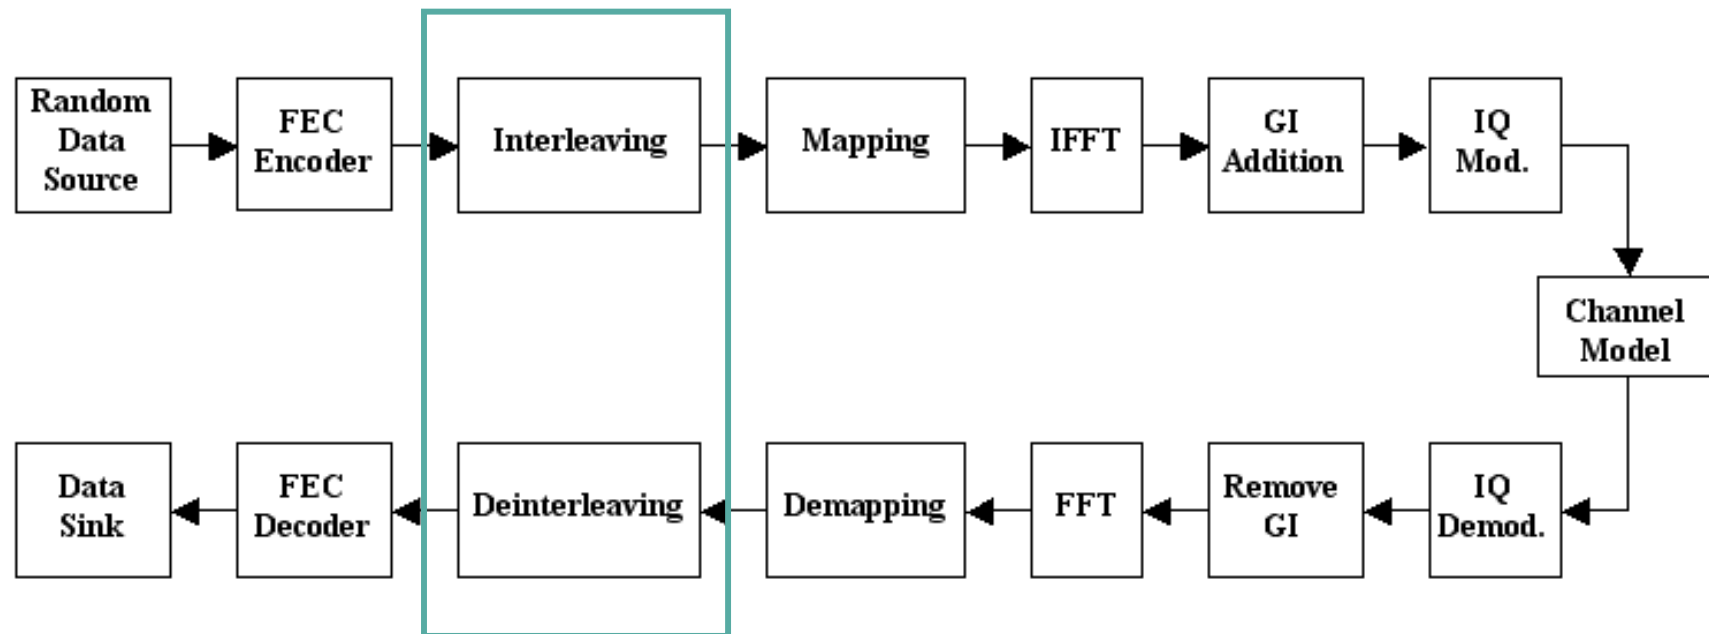 Random
Data
Source
FEC
Encoder
Interleaving
Mapping
IFFT
GI
Addition
IQ
Mod.
Channel
Model
Data
Sink
FEC
Decoder
Deinterleaving
Demapping
FFT
Remove
GI
IQ
Demod.